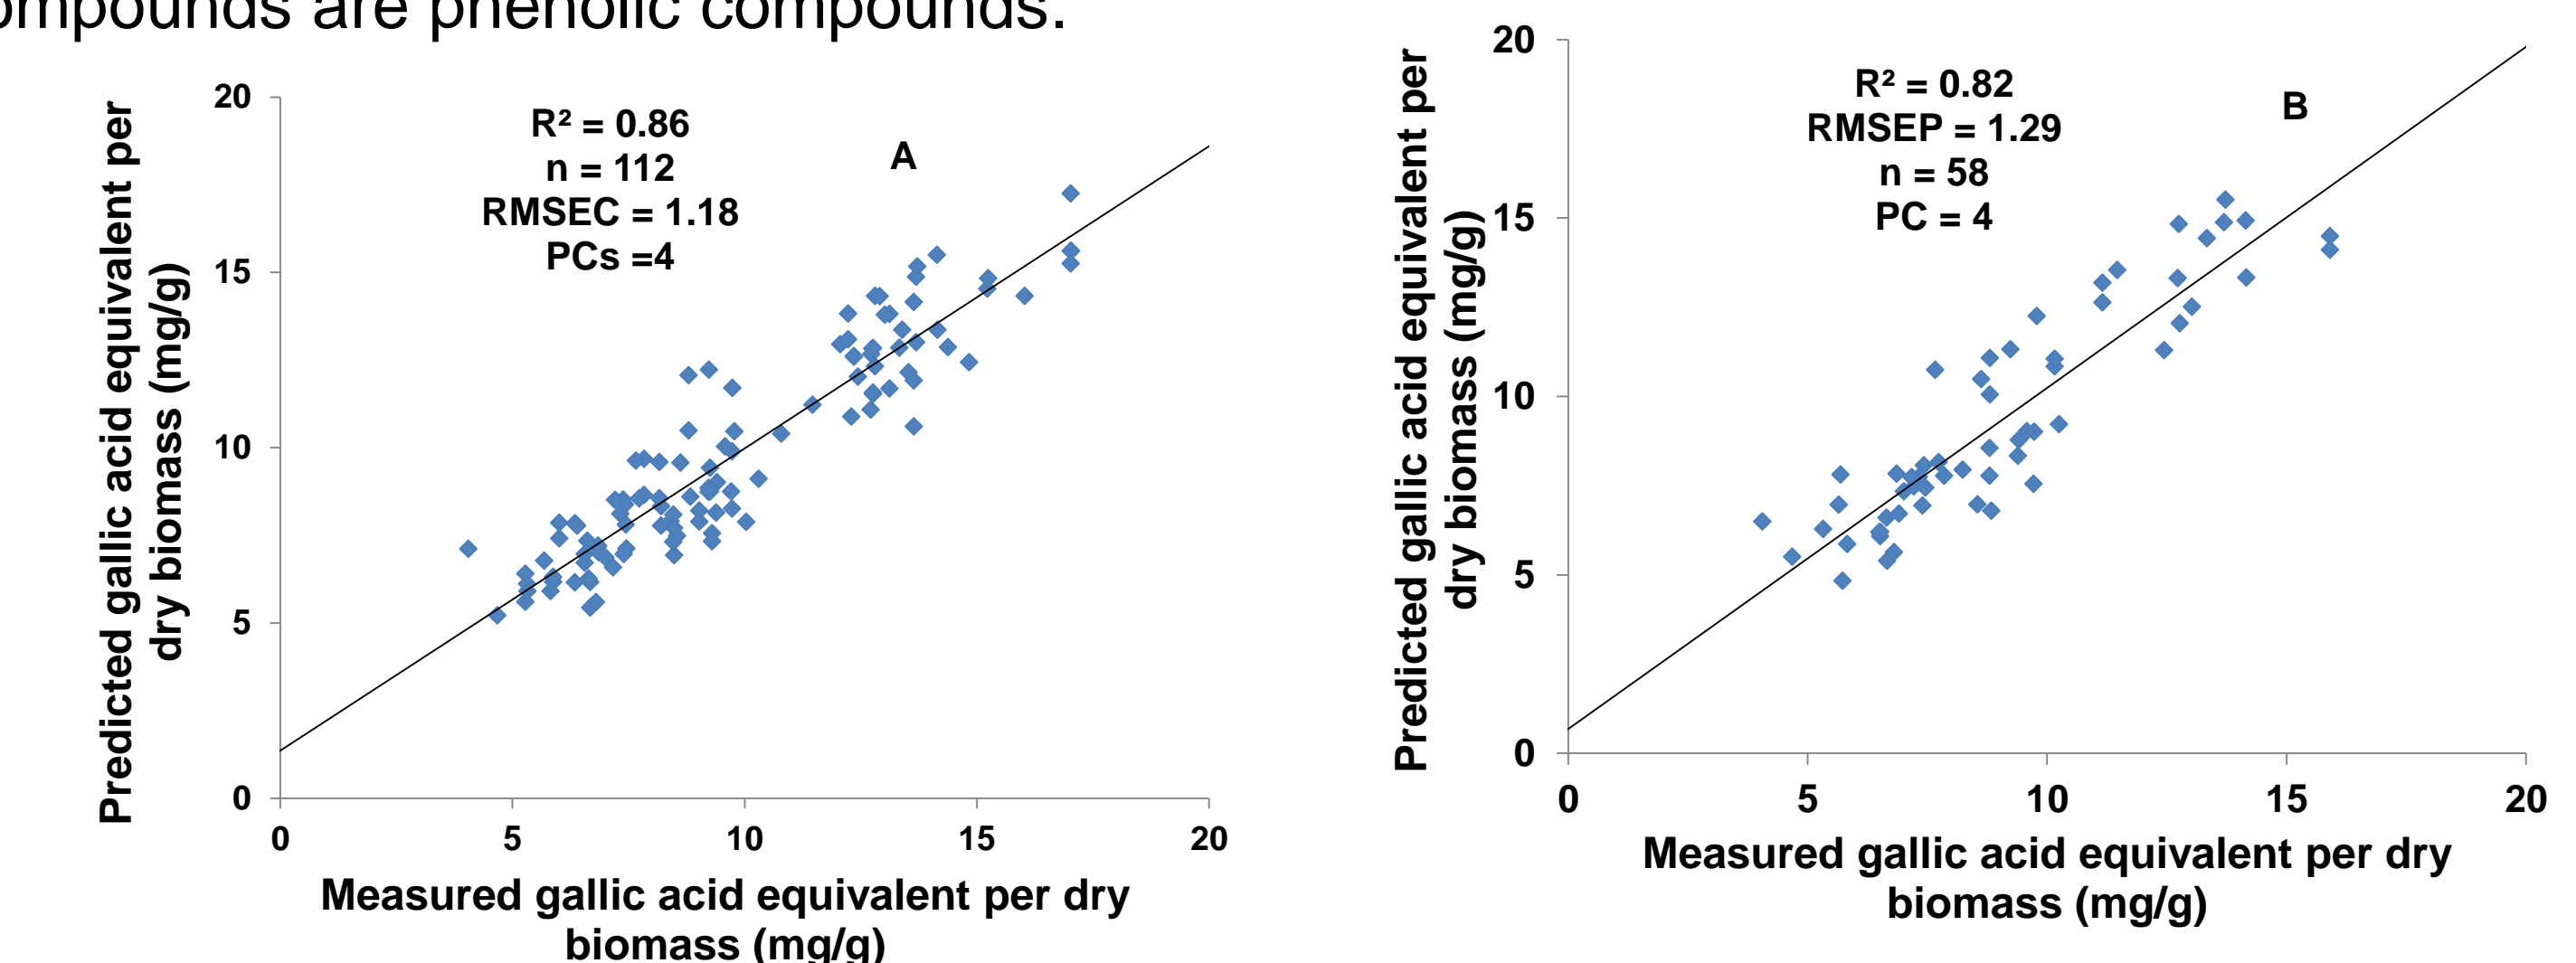 are phenolic compounds.
Predicted gallic acid equivalent per
dry biomass (mg/g)
20
15
10
5
0
R² = 0.86
n = 112
RMSEC = 1.18
PCs =4
A
0 5 10 15 20
Measured gallic acid equivalent per dry
biomass (mg/g)
Predicted gallic acid equivalent per
dry biomass (mg/g)
20
15
10
5
0
R² = 0.82
RMSEP = 1.29
n = 58
PC = 4
B
0 5 10 15 20
Measured gallic acid equivalent per dry
biomass (mg/g)